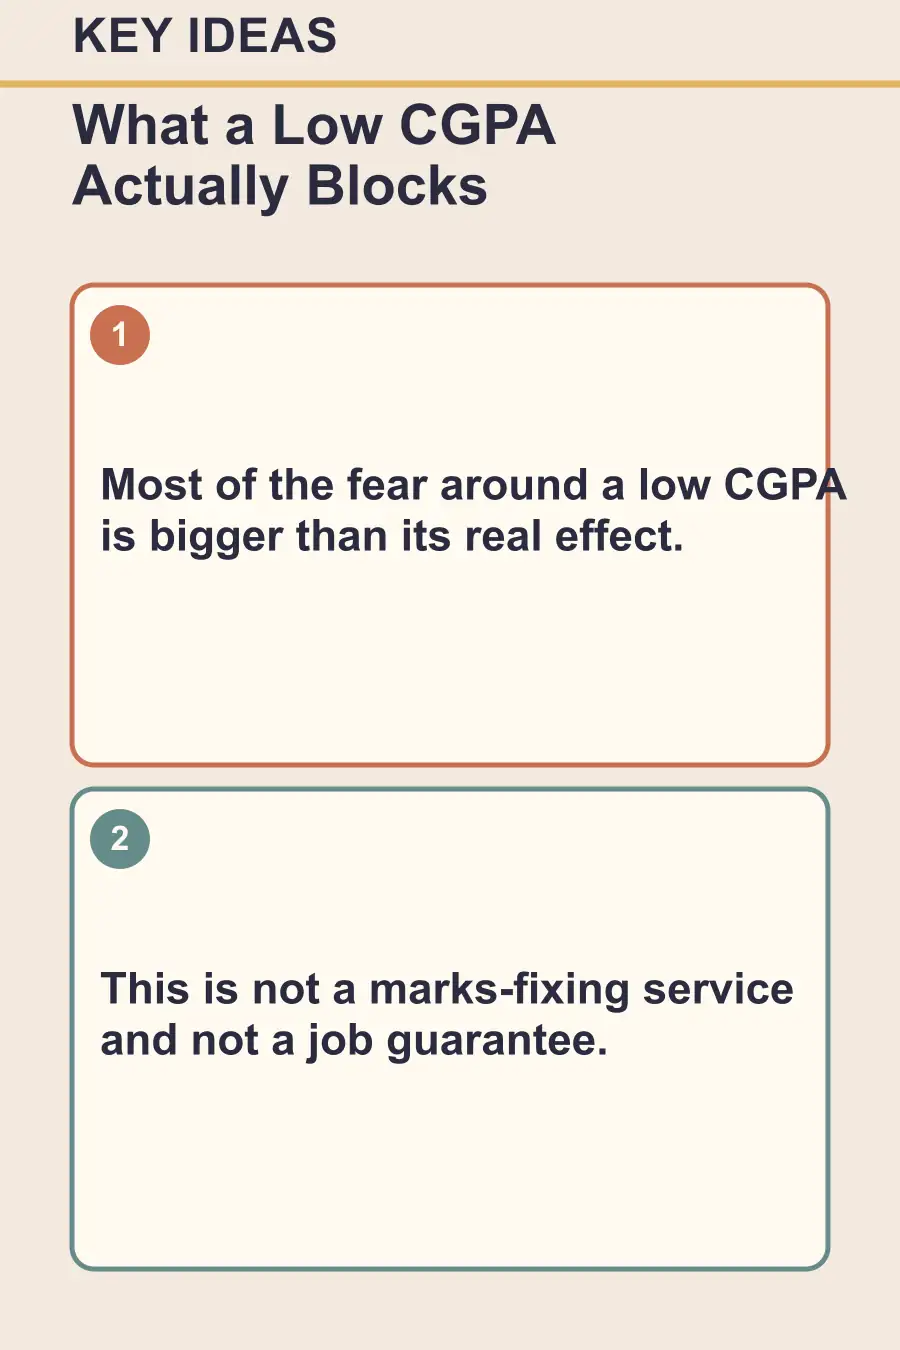 KEY IDEAS
What a Low CGPA
Actually Blocks
1
Most of the fear around a low CGPA
is bigger than its real effect.
2
This is not a marks-fixing service
and not a job guarantee.